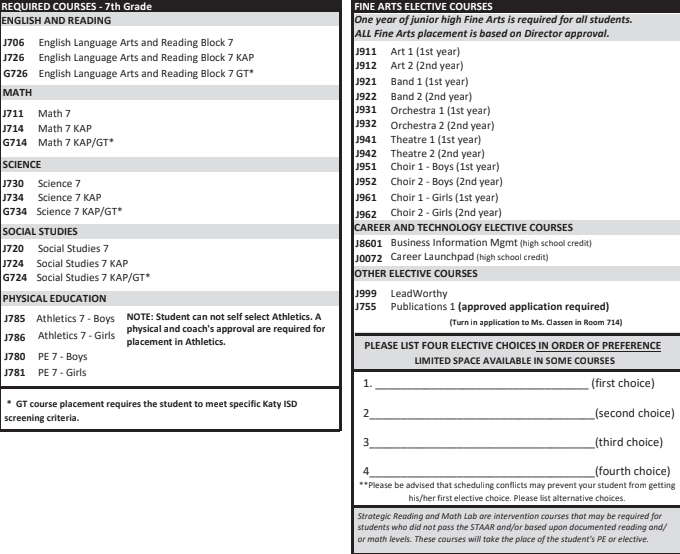 REQUIRED COURSES - 7th Grade
ENGLISH AND READING
J706 English Language Arts and Reading Block 7
J726 English Language Arts and Reading Block 7 KAP
G726 English Language Arts and Reading Block 7 GT*
MATH
J711 Math 7
J714 Math 7 KAP
G714 Math 7 KAP/GT*
SCIENCE
J730 Science 7
J734 Science 7 KAP
G734 Science 7 KAP/GT*
SOCIAL STUDIES
J720 Social Studies 7
J724 Social Studies 7 KAP
G724 Social Studies 7 KAP/GT*
PHYSICAL EDUCATION
J785 Athletics 7 - Boys
J786 Athletics 7 - Girls
NOTE: Student can not self select Athletics. A
physical and coach's approval are required for
placement in Athletics.
J780 PE 7 - Boys
J781 PE 7 - Girls
* GT course placement requires the student to meet specific Katy ISD
screening criteria.
FINE ARTS ELECTIVE COURSES
One year of junior high Fine Arts is required for all students.
ALL Fine Arts placement is based on Director approval.
J911 Art 1 (1st year)
J912 Art 2 (2nd year)
J921 Band 1 (1st year)
J922 Band 2 (2nd year)
J931 Orchestra 1 (1st year)
J932 Orchestra 2 (2nd year)
J941 Theatre 1 (1st year)
J942 Theatre 2 (2nd year)
J951 Choir 1 - Boys (1st year)
J952 Choir 2 - Boys (2nd year)
J961 Choir 1 - Girls (1st year)
J962 Choir 2 - Girls (2nd year)
CAREER AND TECHNOLOGY ELECTIVE COURSES
J8601 Business Information Mgmt (high school credit)
J0072 Career Launchpad (high school credit)
OTHER ELECTIVE COURSES
J999 LeadWorthy
J755 Publications 1 (approved application required)
(Turn in application to Ms. Classen in Room 714)
PLEASE LIST FOUR ELECTIVE CHOICES IN ORDER OF PREFERENCE
LIMITED SPACE AVAILABLE IN SOME COURSES
1. ___________________________________ (first choice)
2_____________________________________(second choice)
3_____________________________________(third choice)
4_____________________________________(fourth choice)
**Please be advised that scheduling conflicts may prevent your student from getting
his/her first elective choice. Please list alternative choices.
Strategic Reading and Math Lab are intervention courses that may be required for
students who did not pass the STAAR and/or based upon documented reading and/
or math levels. These courses will take the place of the student's PE or elective.